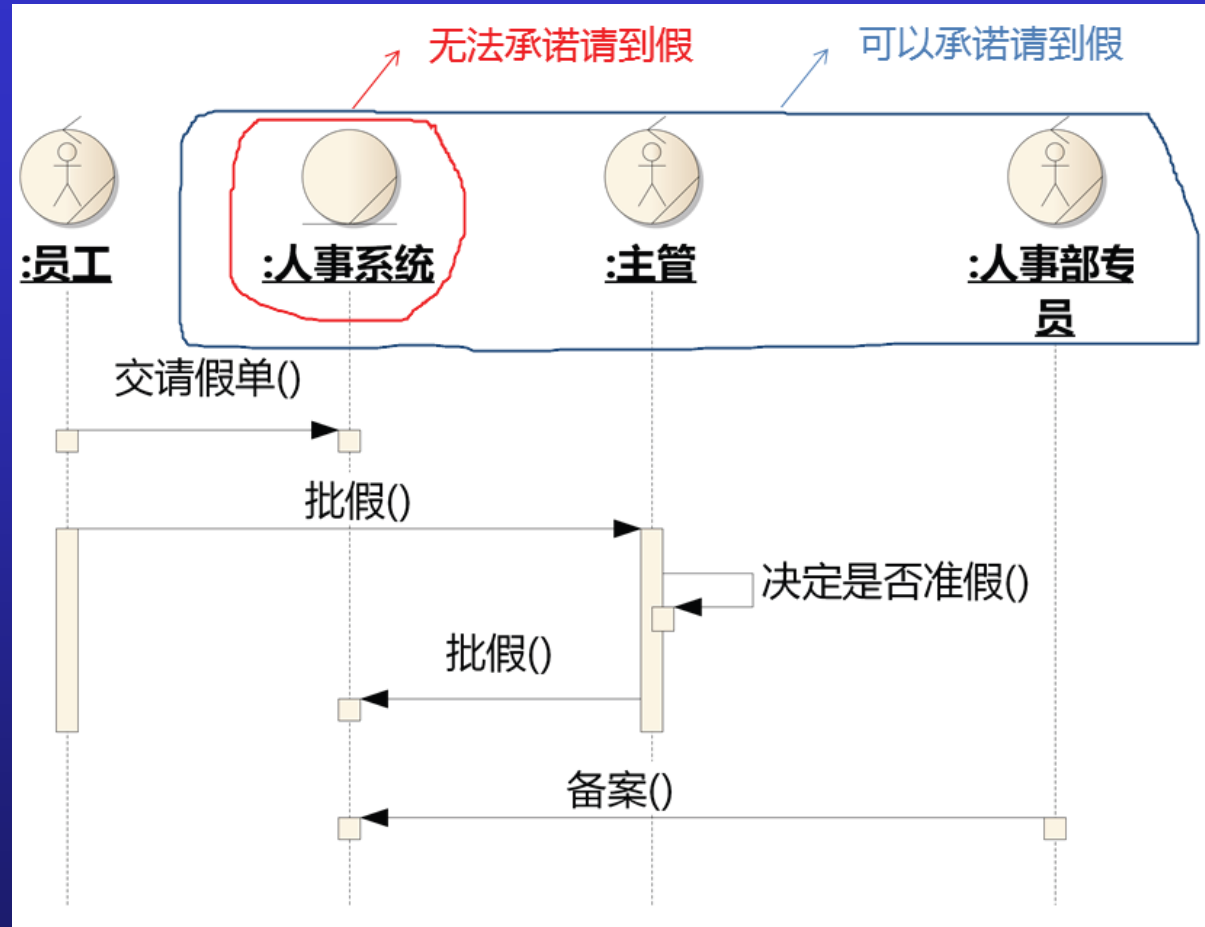 无法承诺请到假
可以承诺请到假
:员工
:人事系统
:主管
:人事部专
员
交请假单()
批假()
决定是否准假()
批假()
备案()